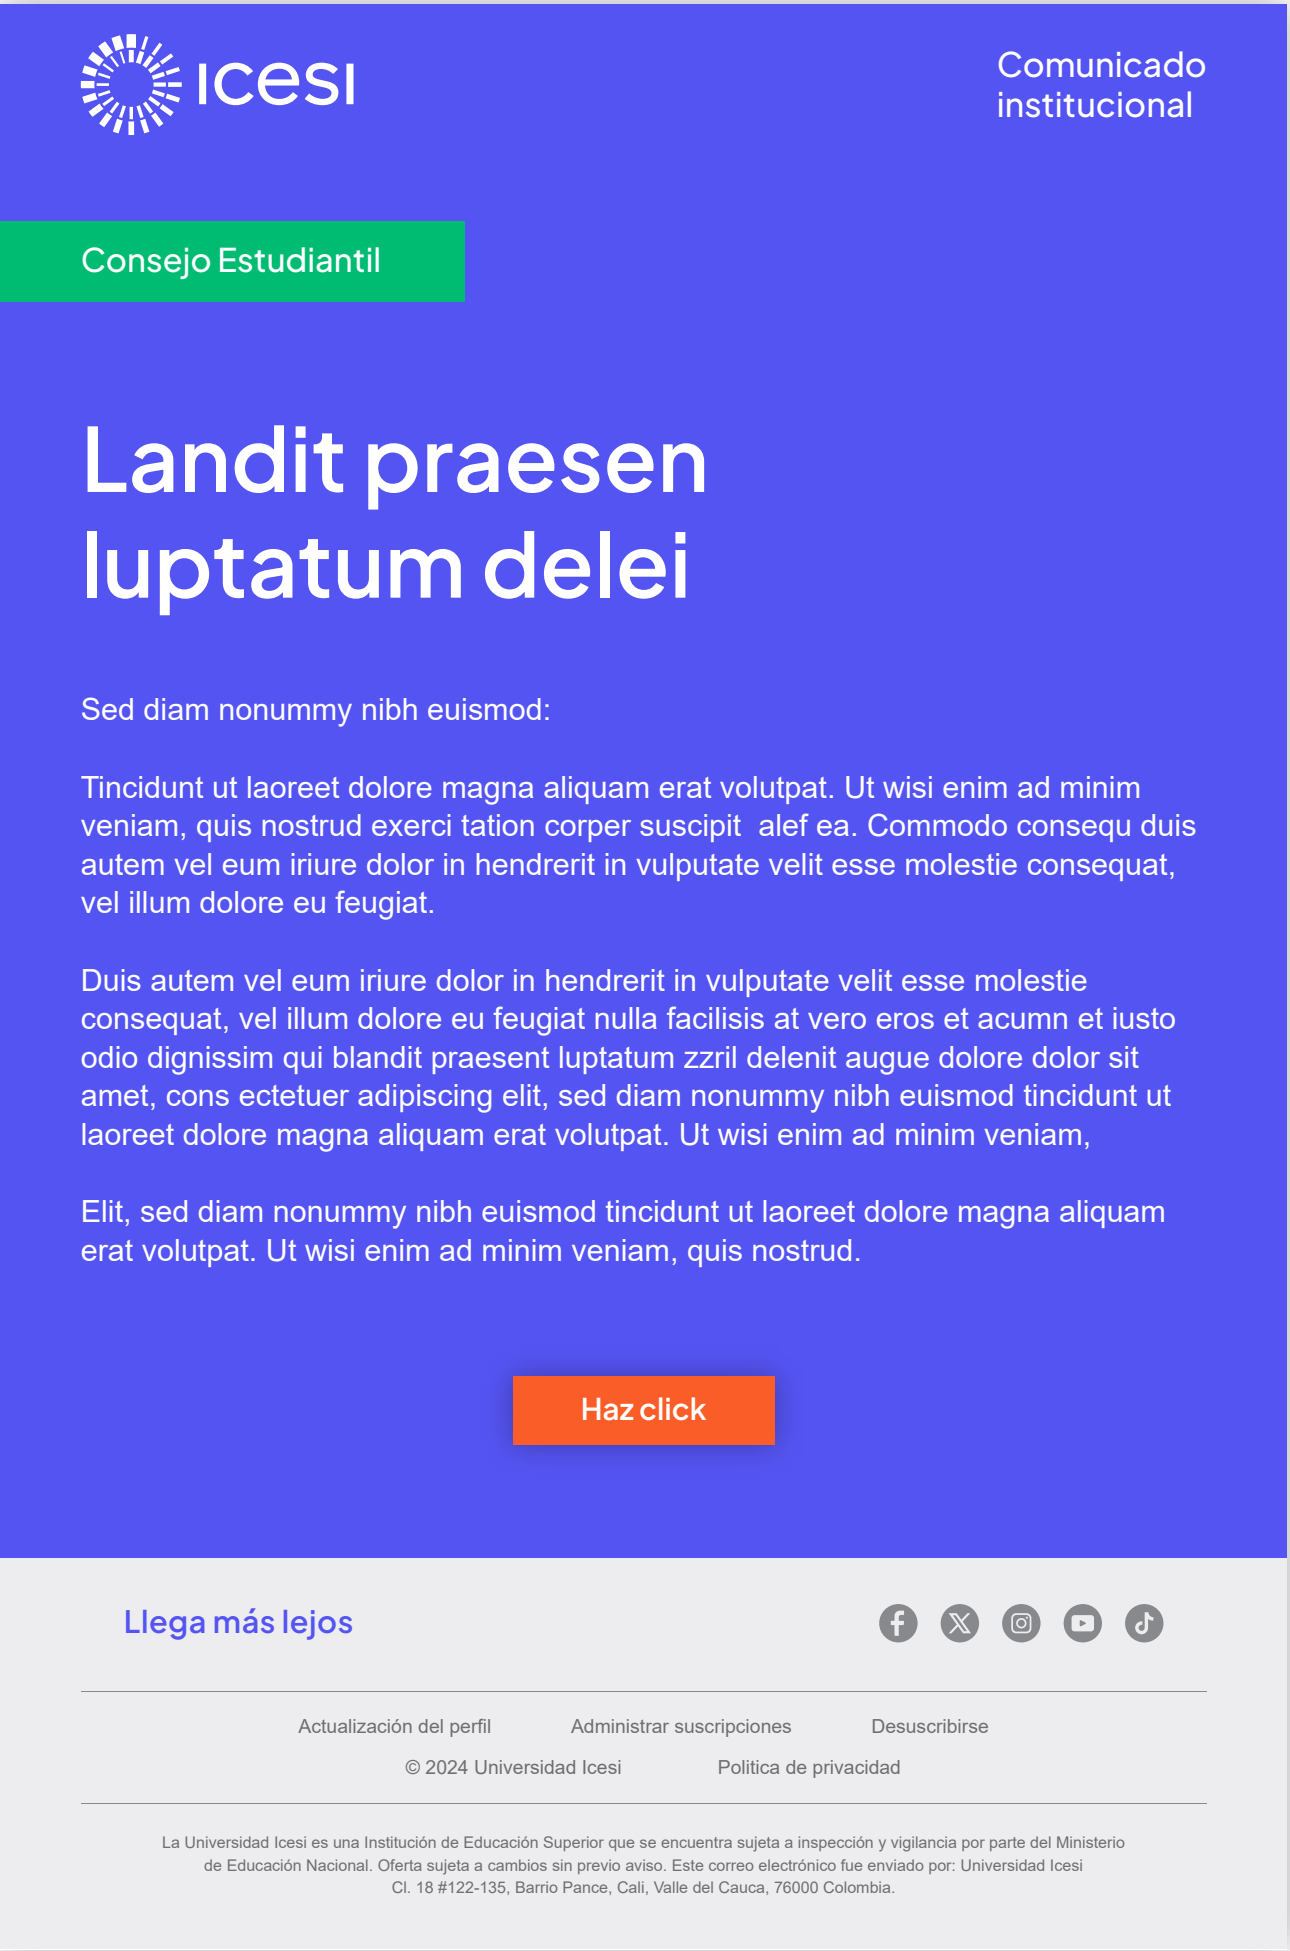 ICESI
Comunicado
institucional
Consejo Estudiantil
Landit praesen
luptatum delei
Sed diam nonummy nibh euismod:
Tincidunt ut laoreet dolore magna aliquam erat volutpat. Ut wisi enim ad minim
veniam, quis nostrud exerci tation corper suscipit  alef ea. Commodo consequ duis
autem vel eum iriure dolor in hendrerit in vulputate velit esse molestie consequat,
vel illum dolore eu feugiat.
Duis autem vel eum iriure dolor in hendrerit in vulputate velit esse molestie
consequat, vel illum dolore eu feugiat nulla facilisis at vero eros et acumn et iusto
odio dignissim qui blandit praesent luptatum zzril delenit augue dolore dolor sit
amet, cons ectetuer adipiscing elit, sed diam nonummy nibh euismod tincidunt ut
laoreet dolore magna aliquam erat volutpat. Ut wisi enim ad minim veniam,
Elit, sed diam nonummy nibh euismod tincidunt ut laoreet dolore magna aliquam
erat volutpat. Ut wisi enim ad minim veniam, quis nostrud.
Haz click
Llega más lejos
Actualización del perfil Administrar suscripciones Desuscribirse
© 2024 Universidad Icesi Politica de privacidad
La Universidad Icesi es una Institución de Educación Superior que se encuentra sujeta a inspección y vigilancia por parte del Ministerio
de Educación Nacional. Oferta sujeta a cambios sin previo aviso. Este correo electrónico fue enviado por: Universidad Icesi
Cl. 18 #122-135, Barrio Pance, Cali, Valle del Cauca, 76000 Colombia.